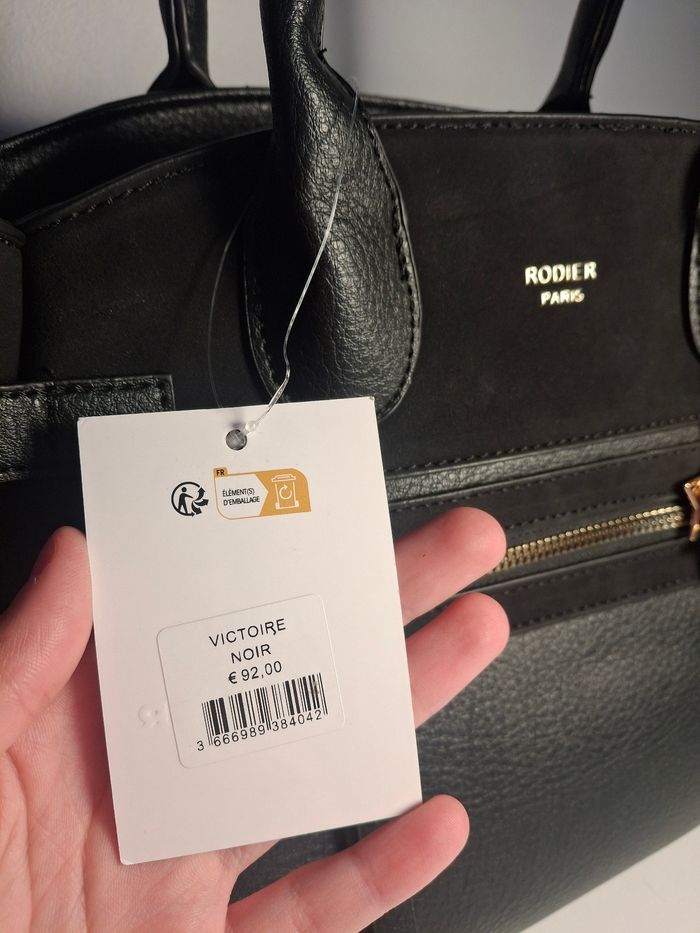 RODIER
PARIS
FR
ÉLÉMENT(S)
D'EMBALLAGE
VICTOIRE
NOIR
€ 92,00
3 666989 384042